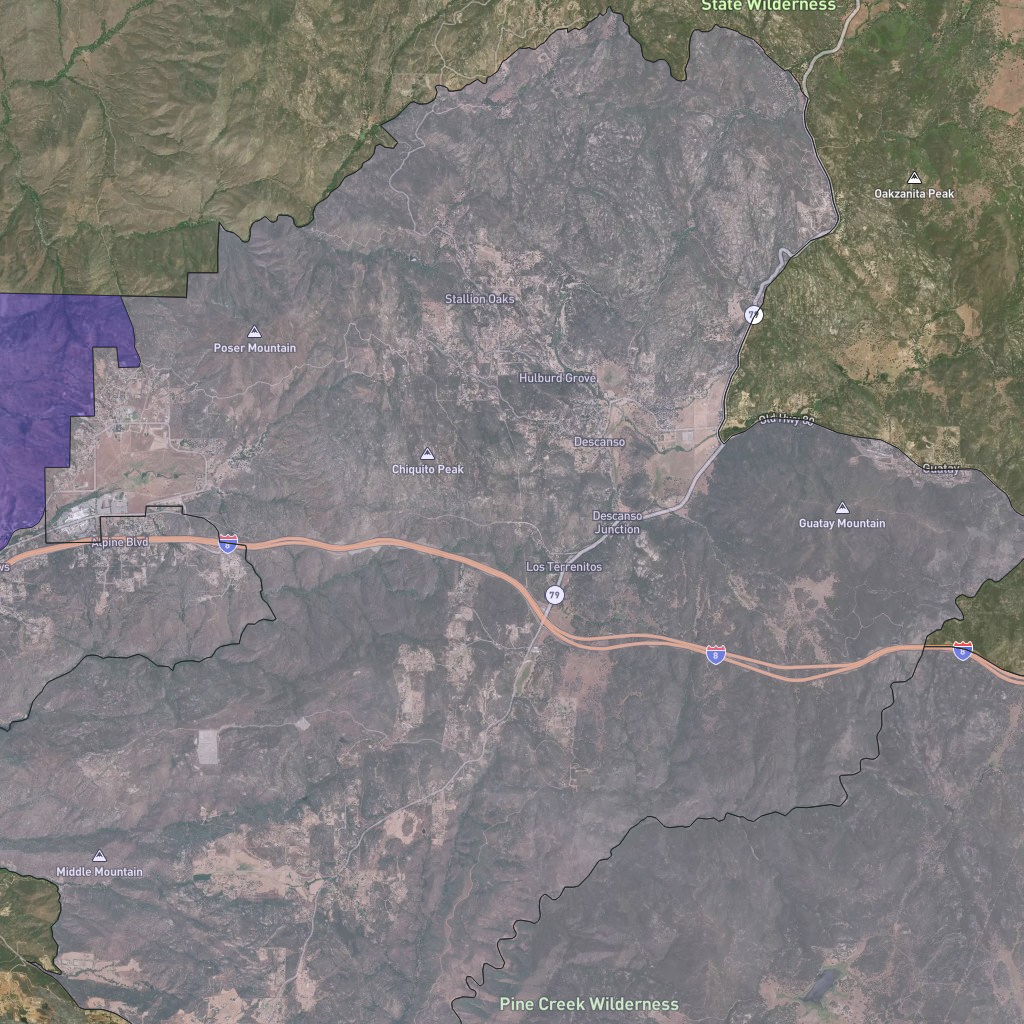 State Wilderness
Oakzanita Peak
Stallion Oaks
79
Poser Mountain
Hulburd Grove
Old Hwy 80
Descanso
Chiquito Peak
Guatay
Guatay Mountain
Descanso
Junction
Alpine Blvd
8
ws
Los Terrenitos
79
8
8
Middle Mountain
Pine Creek Wilderness